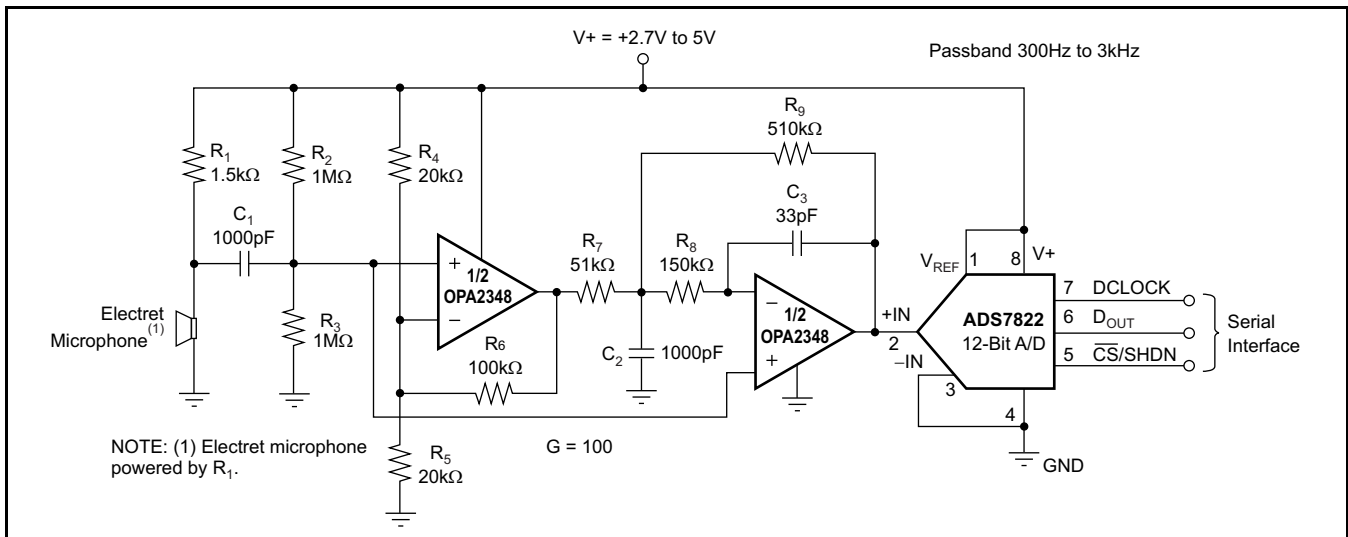 V+ = +2.7V to 5V
Passband 300Hz to 3kHz
R1
1.5kΩ
R2
1MΩ
R4
20kΩ
R9
510kΩ
C3
33pF
C1
1000pF
R7
51kΩ
R8
150kΩ
VREF
1
8
V+
+
1/2
OPA2348
−
−
1/2
OPA2348
+
+IN
2
−IN
3
ADS7822
12-Bit A/D
7
DCLOCK
6
DOUT
5
CS/SHDN
4
Serial
Interface
Electret
Microphone(1)
R3
1MΩ
R6
100kΩ
C2
1000pF
NOTE: (1) Electret microphone
powered by R1.
R5
20kΩ
G = 100
GND